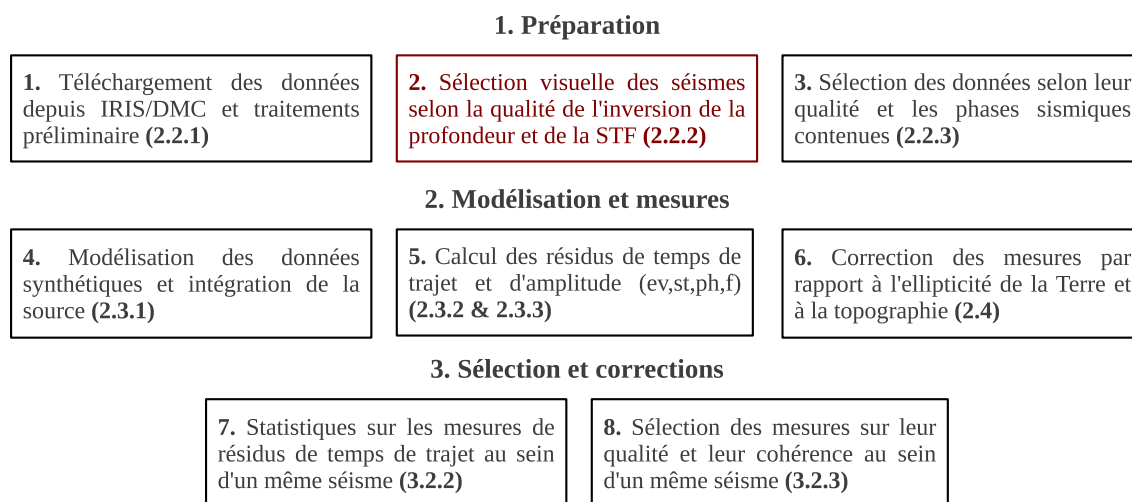 1. Préparation
1. Téléchargement des données
depuis IRIS/DMC et traitements
préliminaire (2.2.1)
2. Sélection visuelle des séismes
selon la qualité de l'inversion de la
profondeur et de la STF (2.2.2)
3. Sélection des données selon leur
qualité et les phases sismiques
contenues (2.2.3)
2. Modélisation et mesures
4. Modélisation des données
synthétiques et intégration de la
source (2.3.1)
5. Calcul des résidus de temps de
trajet et d'amplitude (ev,st,ph,f)
(2.3.2 & 2.3.3)
6. Correction des mesures par
rapport à l'ellipticité de la Terre et
à la topographie (2.4)
3. Sélection et corrections
7. Statistiques sur les mesures de
résidus de temps de trajet au sein
d'un même séisme (3.2.2)
8. Sélection des mesures sur leur
qualité et leur cohérence au sein
d'un même séisme (3.2.3)